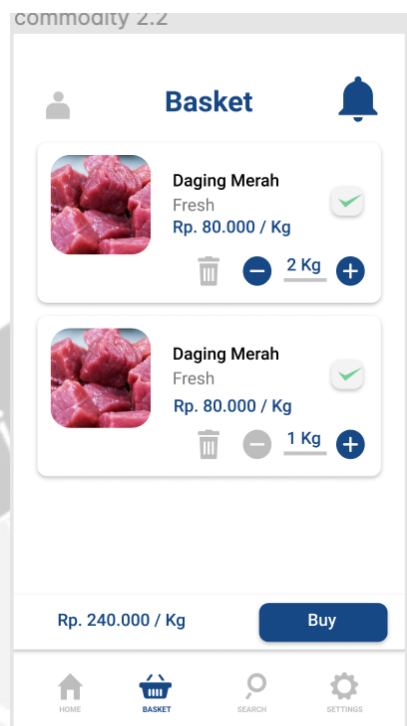 commodity 2.2
Basket
Daging Merah
Fresh
Rp. 80.000 / Kg
2 Kg
Daging Merah
Fresh
Rp. 80.000 / Kg
1 Kg
Rp. 240.000 / Kg
Buy
HOME
BASKET
SEARCH
SETTINGS